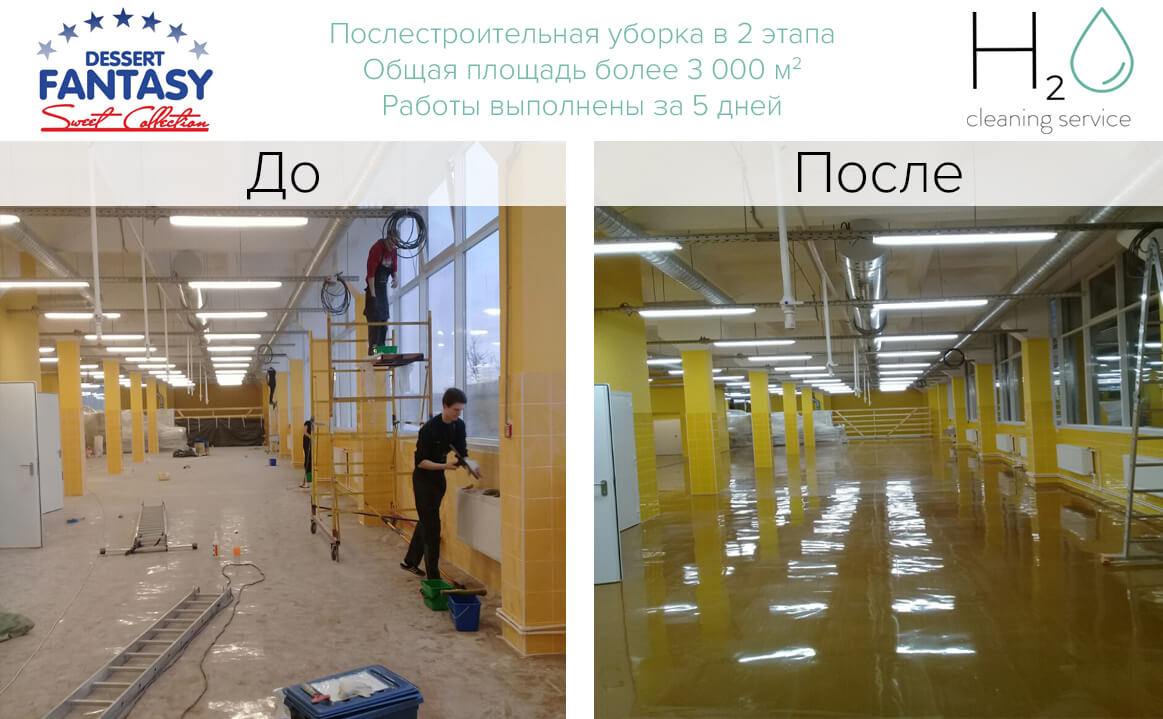 DESSERT
FANTASY
Sweet Collection
Послестроительная уборка в 2 этапа
Общая площадь более 3 000 м²
Работы выполнены за 5 дней
H₂O
cleaning service
До
После